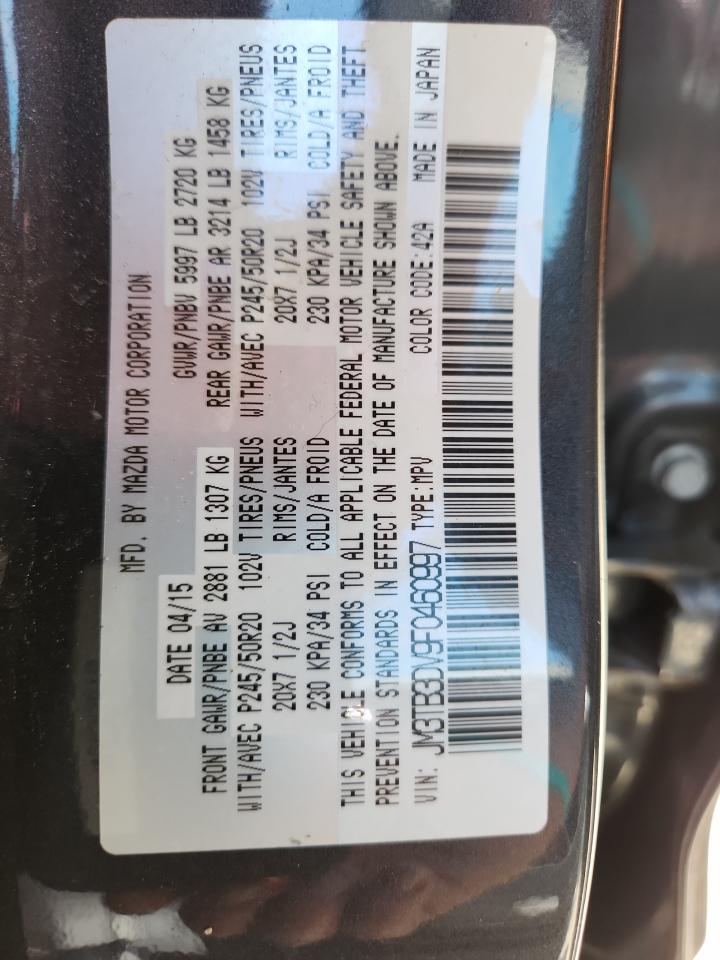 MFD. BY MAZDA MOTOR CORPORATION
DATE 04/15 GVWR/PNBV 5997 LB 2720 KG
FRONT GAWR/PNBE AV 2881 LB 1307 KG REAR GAWR/PNBE AR 3214 LB 1458 KG
WITH/AVEC P245/50R20 102V TIRES/PNEUS WITH/AVEC P245/50R20 102V TIRES/PNEUS
20X7 1/2J RIMS/JANTES 20X7 1/2J RIMS/JANTES
230 KPA/34 PSI COLD/A FROID 230 KPA/34 PSI COLD/A FROID
THIS VEHICLE CONFORMS TO ALL APPLICABLE FEDERAL MOTOR VEHICLE SAFETY AND THEFT
PREVENTION STANDARDS IN EFFECT ON THE DATE OF MANUFACTURE SHOWN ABOVE.
VIN: JM3TB3DV9F0460997 TYPE:MPV COLOR CODE:42A MADE IN JAPAN